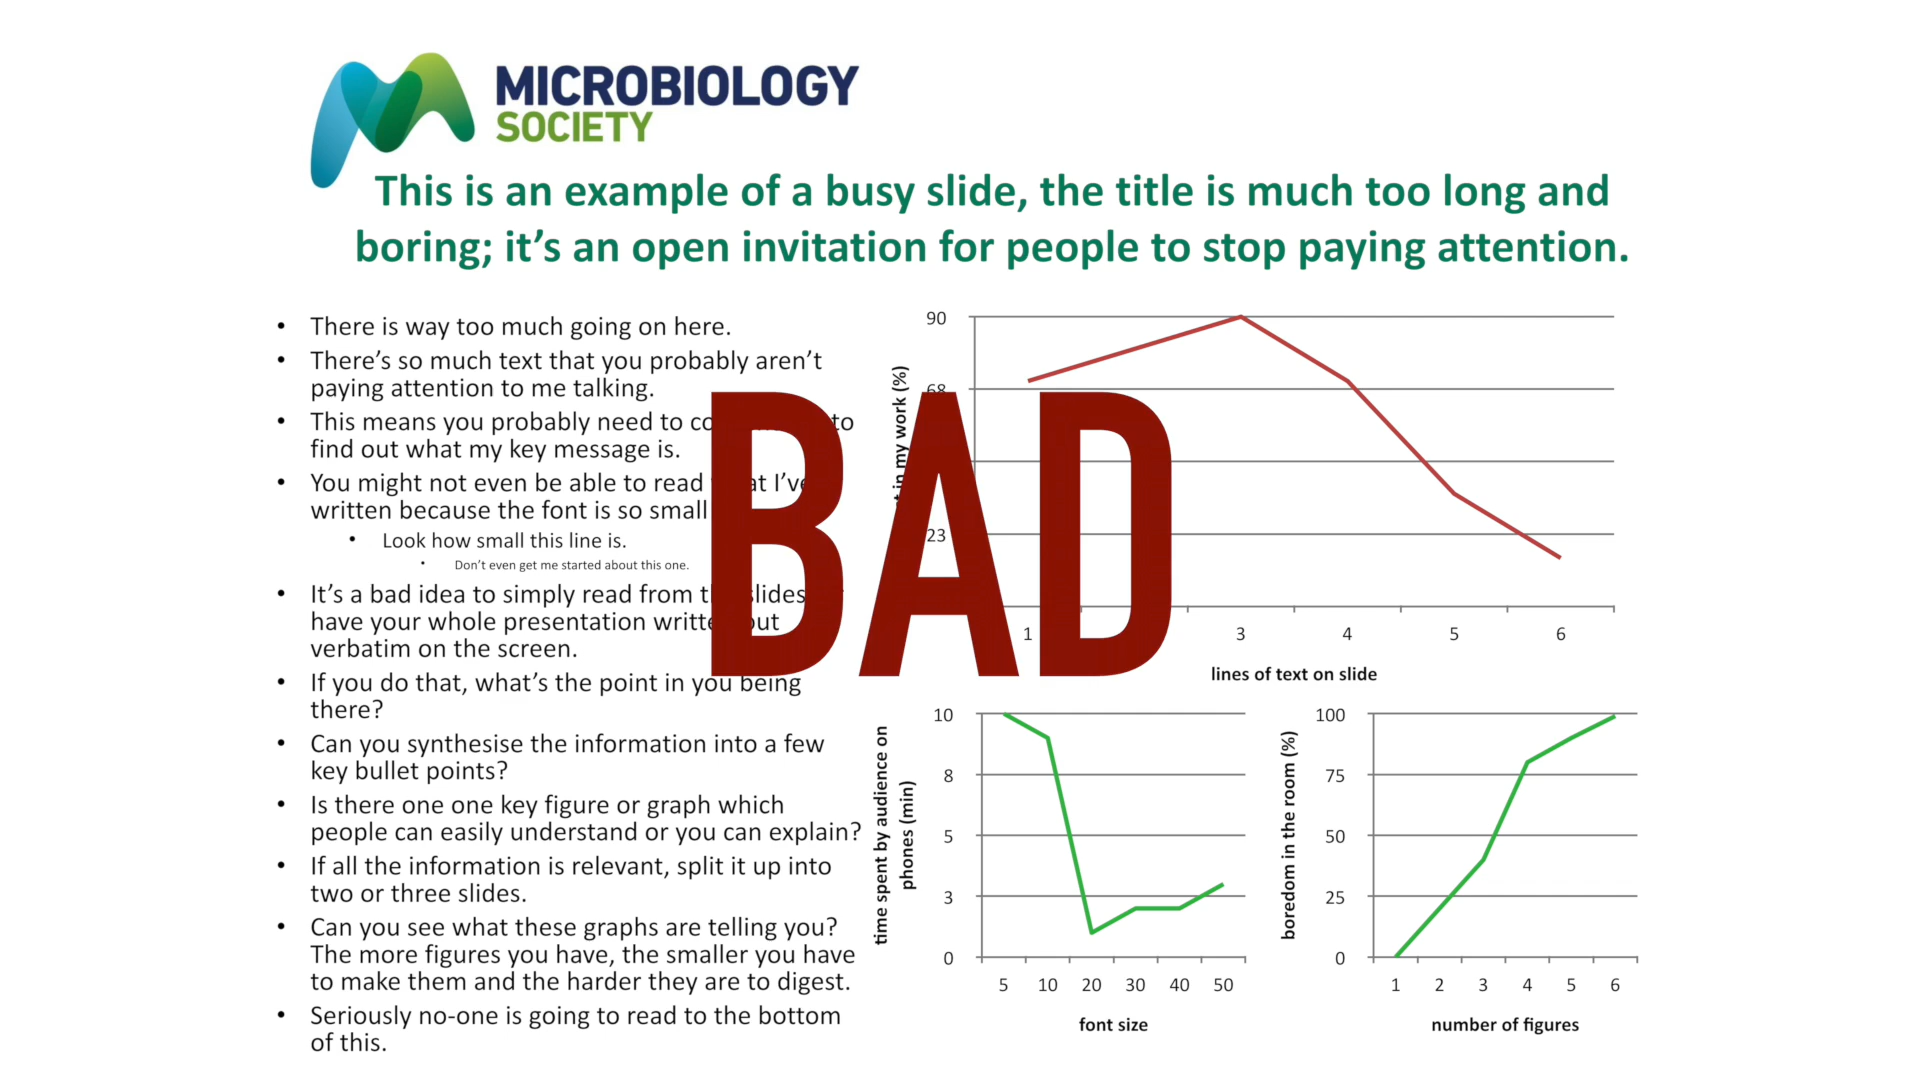 MICROBIOLOGY
SOCIETY
This is an example of a busy slide, the title is much too long and
boring; it's an open invitation for people to stop paying attention.
• There is way too much going on here.
• There's so much text that you probably aren't
paying attention to me talking.
• This means you probably need to to
find out what my key message is.
• You might not even be able to read I've
written because the font is so small
• Look how small this line is.
• Don't even get me started about this one.
• It's a bad idea to simply read from slides
have your whole presentation
verbatim on the screen.
• If you do that, what's the point in you being
there?
• Can you synthesise the information into a few
key bullet points?
• Is there one one key figure or graph which
people can easily understand or you can explain?
• If all the information is relevant, split it up into
two or three slides.
• Can you see what these graphs are telling you?
The more figures you have, the smaller you have
to make them and the harder they are to digest.
• Seriously no-one is going to read to the bottom
of this.
BAD
in my work (%)
90
68
23
1 3 4 5 6
lines of text on slide
time spent by audience on
phones (min)
10
8
5
3
0
5 10 20 30 40 50
font size
boredom in the room (%)
100
75
50
25
0
1 2 3 4 5 6
number of figures